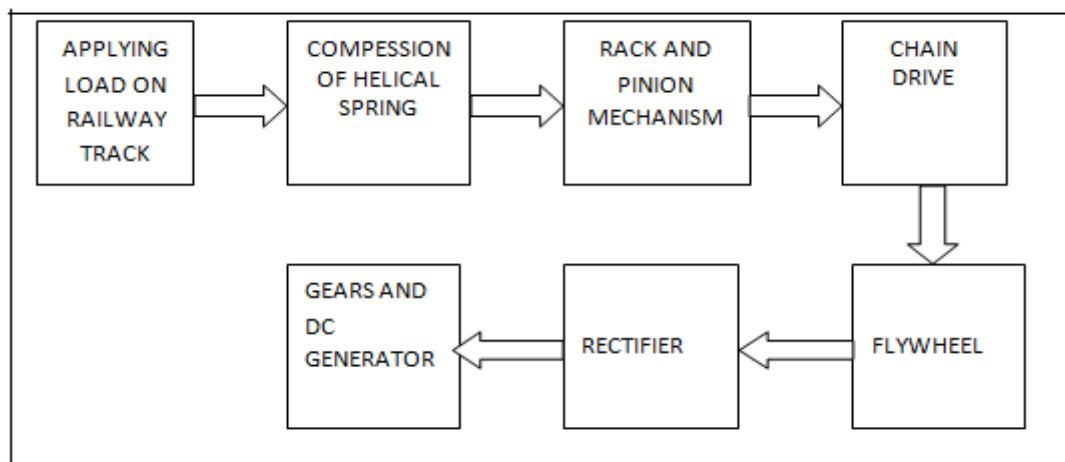 APPLYING
LOAD ON
RAILWAY
TRACK
COMPESSION
OF HELICAL
SPRING
RACK AND
PINION
MECHANISM
CHAIN
DRIVE
FLYWHEEL
RECTIFIER
GEARS AND
DC
GENERATOR